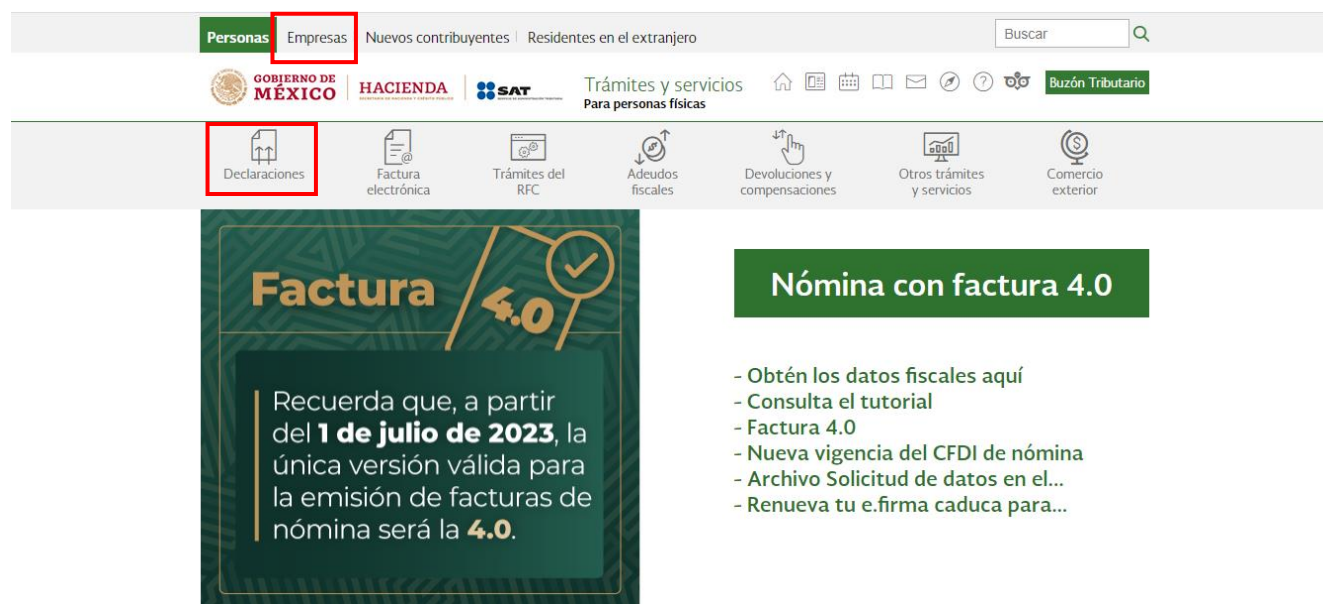 Personas Empresas Nuevos contribuyentes Residentes en el extranjero Buscar
GOBIERNO DE MÉXICO
HACIENDA
SAT
Trámites y servicios
Para personas físicas
Buzón Tributario
Declaraciones
Factura
electrónica
Trámites del
RFC
Adeudos
fiscales
Devoluciones y
compensaciones
Otros trámites
y servicios
Comercio
exterior
Factura
4.0
Recuerda que, a partir
del 1 de julio de 2023, la
única versión válida para
la emisión de facturas de
nómina será la 4.0.
Nómina con factura 4.0
- Obtén los datos fiscales aquí
- Consulta el tutorial
- Factura 4.0
- Nueva vigencia del CFDI de nómina
- Archivo Solicitud de datos en el...
- Renueva tu e.firma caduca para...